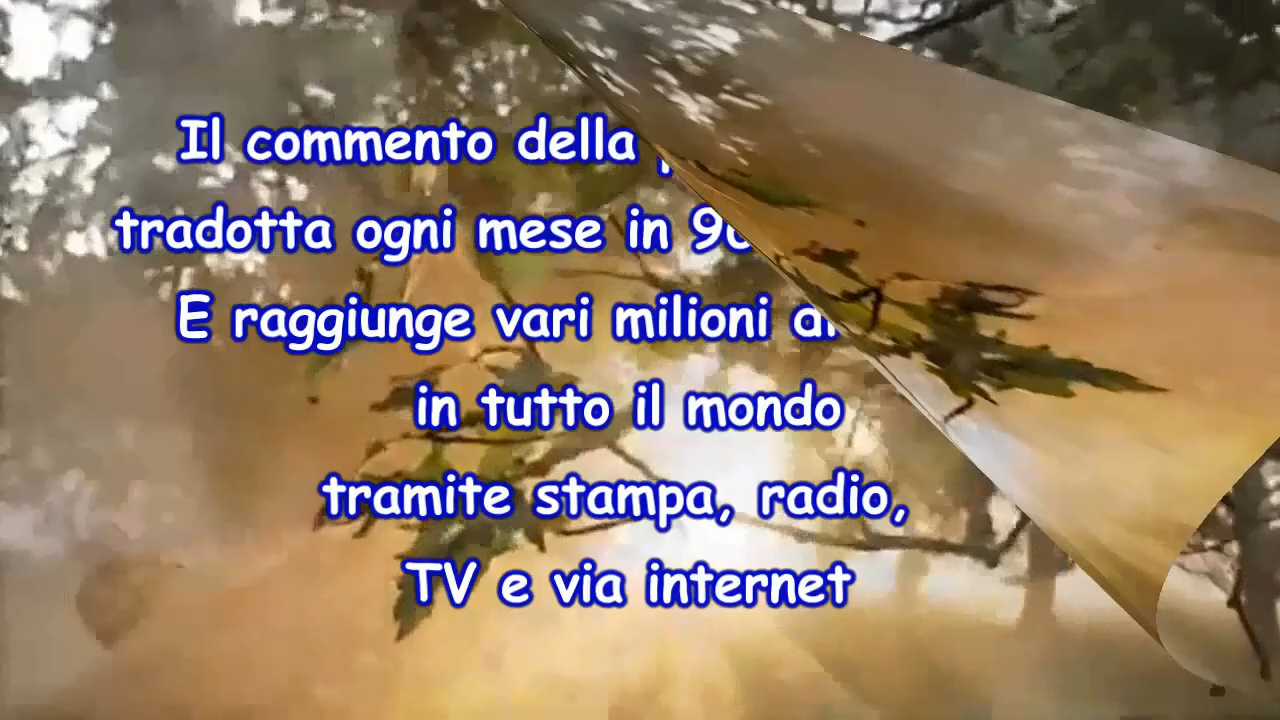 Il commento della
tradotta ogni mese in
E raggiunge vari milioni
in tutto il mondo
tramite stampa, radio,
TV e via internet